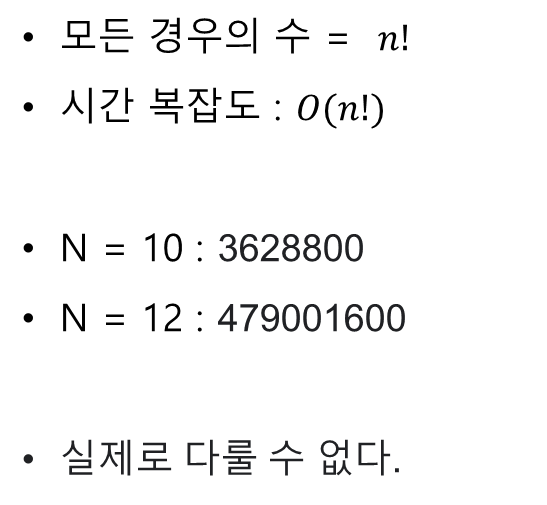 • 모든 경우의 수 = n!
• 시간 복잡도 : O(n!)
• N = 10 : 3628800
• N = 12 : 479001600
• 실제로 다룰 수 없다.